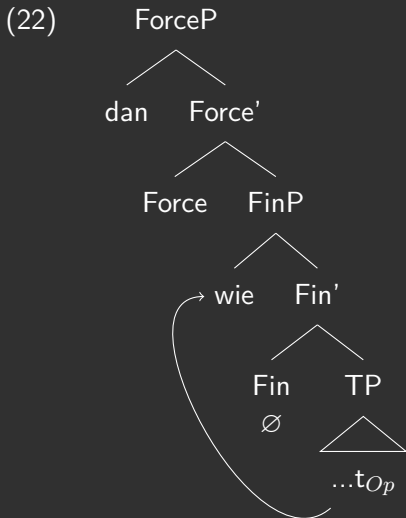 (22) ForceP
dan Force'
Force FinP
wie Fin'
Fin TP
∅
...t_Op